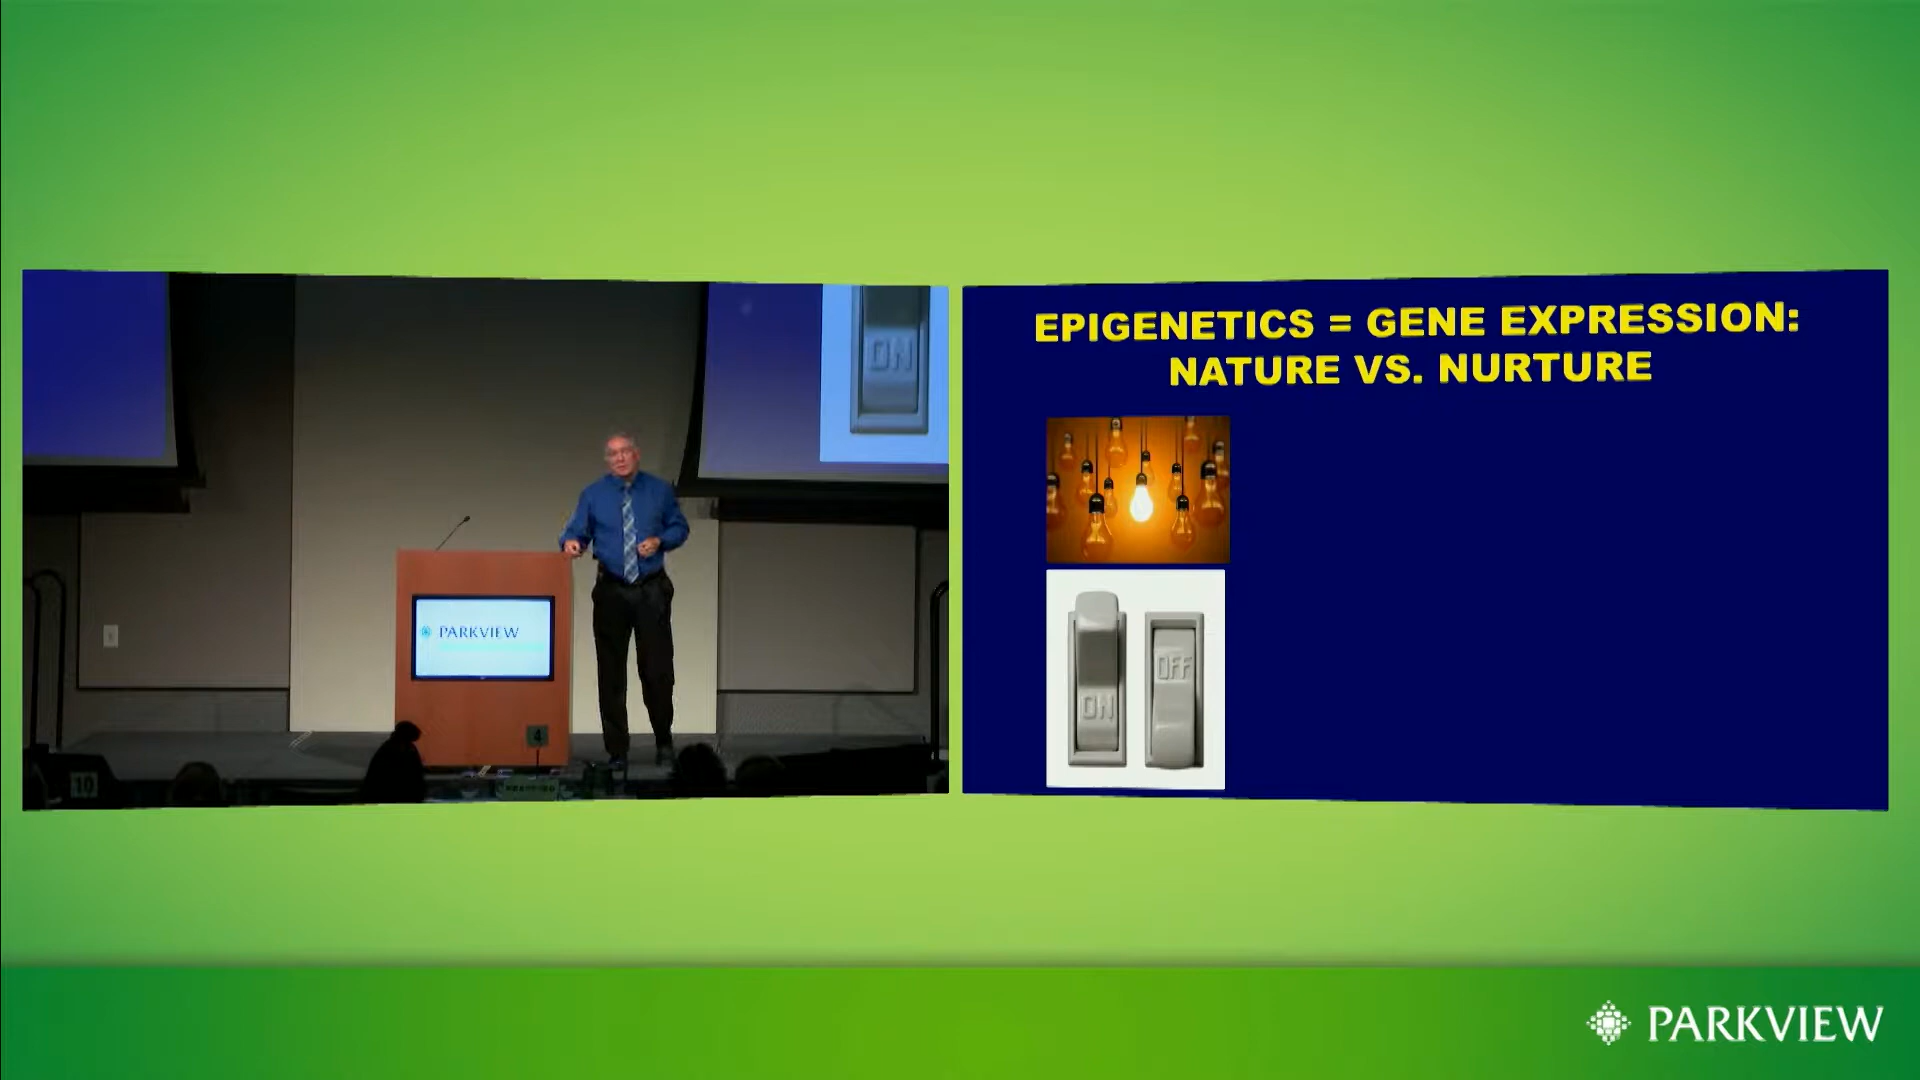 ON
PARKVIEW
4
10
EPIGENETICS = GENE EXPRESSION:
NATURE VS. NURTURE
ON
OFF
PARKVIEW